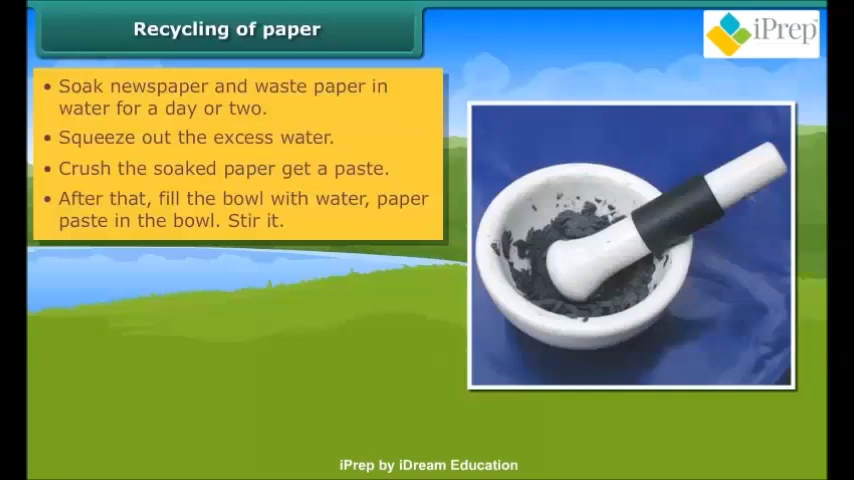 Recycling of paper
iPrep™
• Soak newspaper and waste paper in
water for a day or two.
• Squeeze out the excess water.
• Crush the soaked paper get a paste.
• After that, fill the bowl with water, paper
paste in the bowl. Stir it.
iPrep by iDream Education